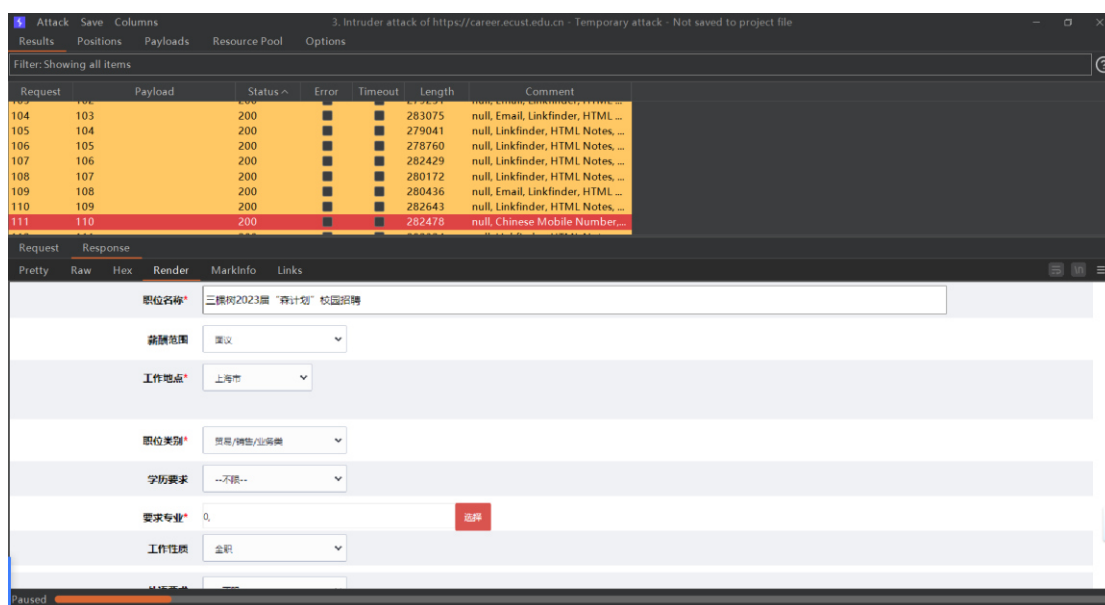 Attack Save Columns 3. Intruder attack of https://career.ecust.edu.cn - Temporary attack - Not saved to project file
Results Positions Payloads Resource Pool Options
Filter: Showing all items
Request Payload Status Error Timeout Length Comment
104 103 200 283075 null, Email, Linkfinder, HTML ...
105 104 200 279041 null, Linkfinder, HTML Notes, ...
106 105 200 278760 null, Linkfinder, HTML Notes, ...
107 106 200 282429 null, Linkfinder, HTML Notes, ...
108 107 200 280172 null, Linkfinder, HTML Notes, ...
109 108 200 280436 null, Email, Linkfinder, HTML ...
110 109 200 282643 null, Linkfinder, HTML Notes, ...
111 110 200 282478 null, Chinese Mobile Number,...
Request Response
Pretty Raw Hex Render MarkInfo Links
职位名称* 三棵树2023届“森计划”校园招聘
薪酬范围 面议
工作地点* 上海市
职位类别* 贸易/销售/业务类
学历要求 --不限--
要求专业* 0, 选择
工作性质 全职
Paused